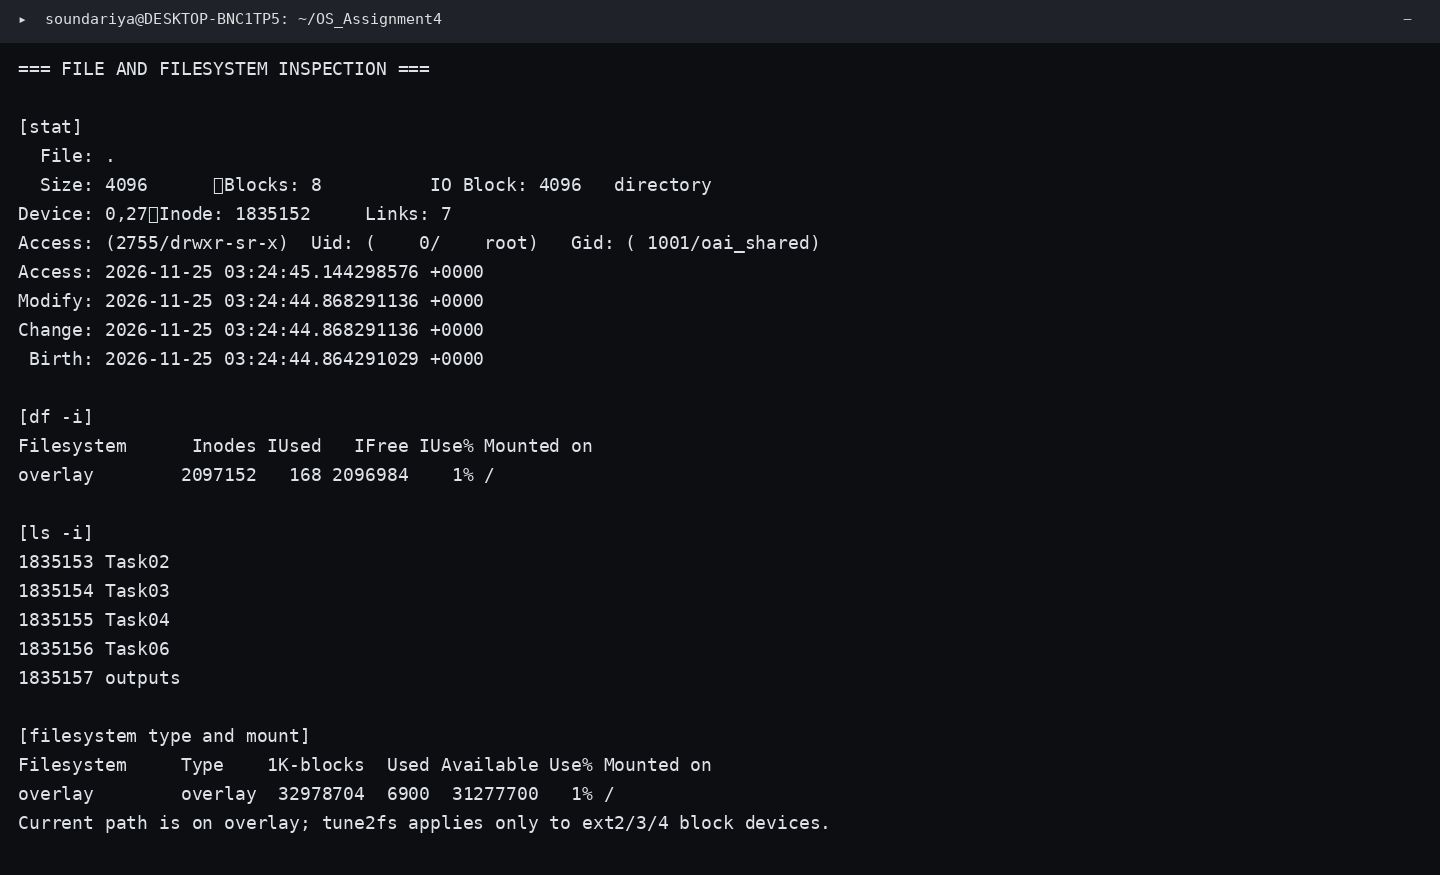 ▸ soundariya@DESKTOP-BNC1TP5: ~/OS_Assignment4 —
=== FILE AND FILESYSTEM INSPECTION ===
[stat]
  File: .
  Size: 4096      	Blocks: 8          IO Block: 4096   directory
Device: 0,27	Inode: 1835152     Links: 7
Access: (2755/drwxr-sr-x)  Uid: (    0/    root)   Gid: ( 1001/oai_shared)
Access: 2026-11-25 03:24:45.144298576 +0000
Modify: 2026-11-25 03:24:44.868291136 +0000
Change: 2026-11-25 03:24:44.868291136 +0000
 Birth: 2026-11-25 03:24:44.864291029 +0000
[df -i]
Filesystem      Inodes IUsed   IFree IUse% Mounted on
overlay        2097152   168 2096984    1% /
[ls -i]
1835153 Task02
1835154 Task03
1835155 Task04
1835156 Task06
1835157 outputs
[filesystem type and mount]
Filesystem     Type    1K-blocks  Used Available Use% Mounted on
overlay        overlay  32978704  6900  31277700   1% /
Current path is on overlay; tune2fs applies only to ext2/3/4 block devices.